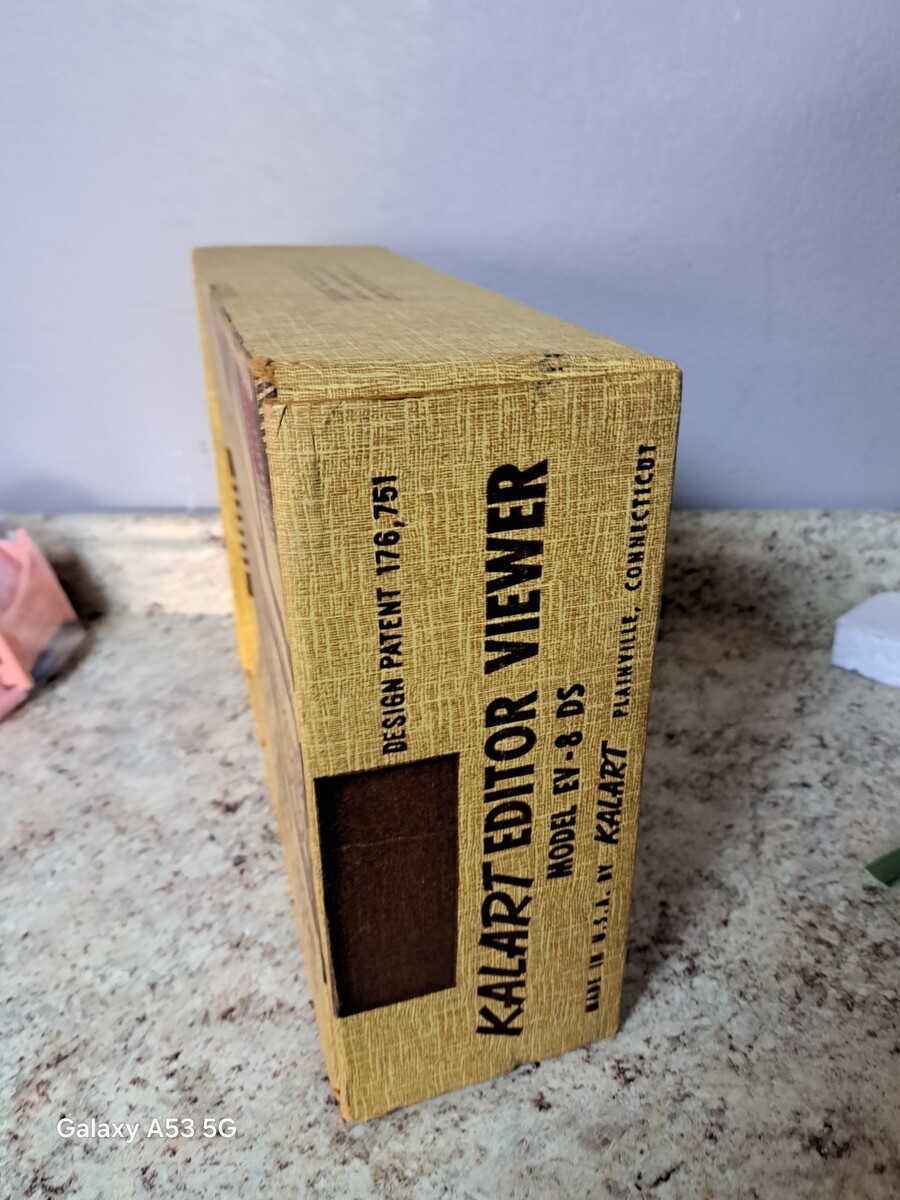 DESIGN PATENT 176,751
KALART EDITOR VIEWER
MODEL EV-8 DS
MADE IN U.S.A. BY KALART PLAINVILLE, CONNECTICUT
Galaxy A53 5G